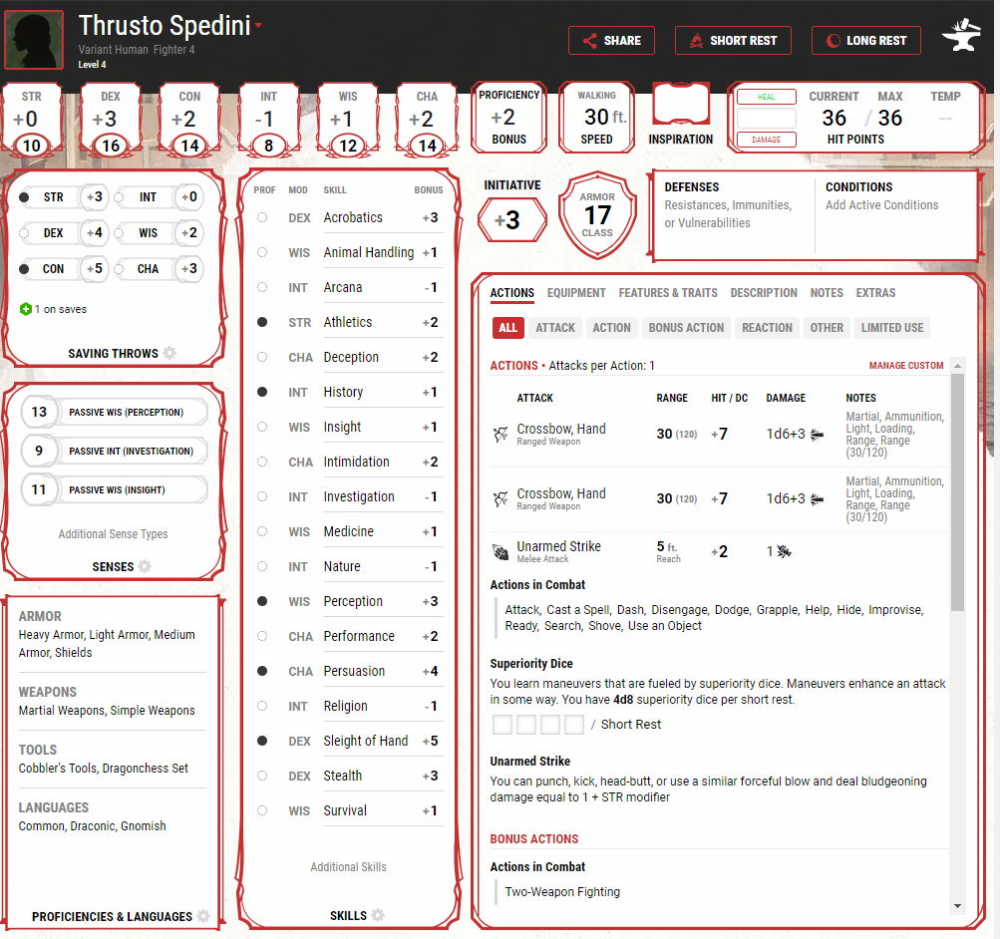 Thrusto Spedini
Variant Human Fighter 4
Level 4
SHARE
SHORT REST
LONG REST
STR
+0
10
DEX
+3
16
CON
+2
14
INT
-1
8
WIS
+1
12
CHA
+2
14
PROFICIENCY
+2
BONUS
WALKING
30 ft.
SPEED
INSPIRATION
HEAL
DAMAGE
CURRENT MAX TEMP
36 / 36 --
HIT POINTS
STR +3
INT +0
DEX +4
WIS +2
CON +5
CHA +3
1 on saves
SAVING THROWS
13 PASSIVE WIS (PERCEPTION)
9 PASSIVE INT (INVESTIGATION)
11 PASSIVE WIS (INSIGHT)
Additional Sense Types
SENSES
ARMOR
Heavy Armor, Light Armor, Medium
Armor, Shields
WEAPONS
Martial Weapons, Simple Weapons
TOOLS
Cobbler's Tools, Dragonchess Set
LANGUAGES
Common, Draconic, Gnomish
PROFICIENCIES & LANGUAGES
PROF MOD SKILL BONUS
DEX Acrobatics +3
WIS Animal Handling +1
INT Arcana -1
STR Athletics +2
CHA Deception +2
INT History +1
WIS Insight +1
CHA Intimidation +2
INT Investigation -1
WIS Medicine +1
INT Nature -1
WIS Perception +3
CHA Performance +2
CHA Persuasion +4
INT Religion -1
DEX Sleight of Hand +5
DEX Stealth +3
WIS Survival +1
Additional Skills
SKILLS
INITIATIVE
+3
ARMOR
17
CLASS
DEFENSES
Resistances, Immunities,
or Vulnerabilities
CONDITIONS
Add Active Conditions
ACTIONS EQUIPMENT FEATURES & TRAITS DESCRIPTION NOTES EXTRAS
ALL ATTACK ACTION BONUS ACTION REACTION OTHER LIMITED USE
ACTIONS • Attacks per Action: 1 MANAGE CUSTOM
ATTACK RANGE HIT / DC DAMAGE NOTES
Crossbow, Hand 30 (120) +7 1d6+3
Ranged Weapon
Martial, Ammunition,
Light, Loading,
Range, Range
(30/120)
Crossbow, Hand 30 (120) +7 1d6+3
Ranged Weapon
Martial, Ammunition,
Light, Loading,
Range, Range
(30/120)
Unarmed Strike 5 ft. +2 1
Melee Attack Reach
Actions in Combat
Attack, Cast a Spell, Dash, Disengage, Dodge, Grapple, Help, Hide, Improvise,
Ready, Search, Shove, Use an Object
Superiority Dice
You learn maneuvers that are fueled by superiority dice. Maneuvers enhance an attack
in some way. You have 4d8 superiority dice per short rest.
/ Short Rest
Unarmed Strike
You can punch, kick, head-butt, or use a similar forceful blow and deal bludgeoning
damage equal to 1 + STR modifier
BONUS ACTIONS
Actions in Combat
Two-Weapon Fighting